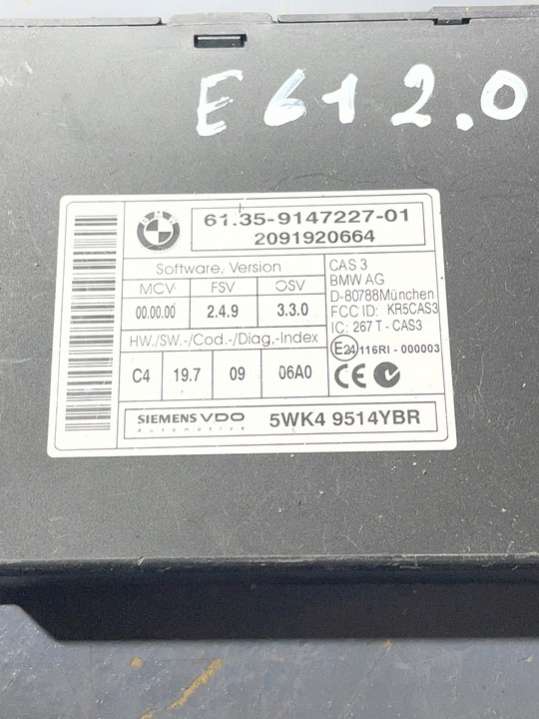 E61 2.0
BMW
61.35-9147227-01
2091920664
Software, Version
MCV FSV OSV
00.00.00 2.4.9 3.3.0
HW./SW.-/Cod.-/Diag.-Index
C4 19.7 09 06A0
CAS 3
BMW AG
D-80788München
FCC ID: KR5CAS3
IC: 267 T - CAS3
E24 116RI - 000003
CE
SIEMENS VDO
Automotive
5WK4 9514YBR